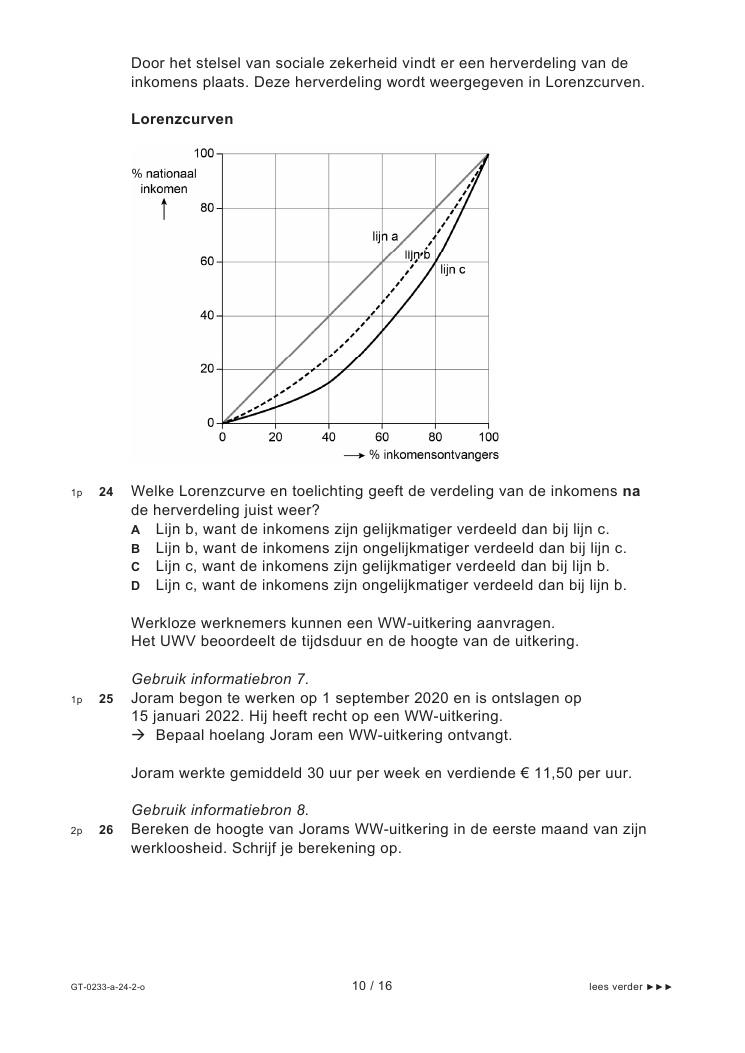 Door het stelsel van sociale zekerheid vindt er een herverdeling van de
inkomens plaats. Deze herverdeling wordt weergegeven in Lorenzcurven.
Lorenzcurven
% nationaal
inkomen
100
80
60
40
20
0
lijn a
lijn b
lijn c
0 20 40 60 80 100
% inkomensontvangers
1p 24 Welke Lorenzcurve en toelichting geeft de verdeling van de inkomens na
de herverdeling juist weer?
A Lijn b, want de inkomens zijn gelijkmatiger verdeeld dan bij lijn c.
B Lijn b, want de inkomens zijn ongelijkmatiger verdeeld dan bij lijn c.
C Lijn c, want de inkomens zijn gelijkmatiger verdeeld dan bij lijn b.
D Lijn c, want de inkomens zijn ongelijkmatiger verdeeld dan bij lijn b.
Werkloze werknemers kunnen een WW-uitkering aanvragen.
Het UWV beoordeelt de tijdsduur en de hoogte van de uitkering.
Gebruik informatiebron 7.
1p 25 Joram begon te werken op 1 september 2020 en is ontslagen op
15 januari 2022. Hij heeft recht op een WW-uitkering.
→ Bepaal hoelang Joram een WW-uitkering ontvangt.
Joram werkte gemiddeld 30 uur per week en verdiende € 11,50 per uur.
Gebruik informatiebron 8.
2p 26 Bereken de hoogte van Jorams WW-uitkering in de eerste maand van zijn
werkloosheid. Schrijf je berekening op.
GT-0233-a-24-2-o 10 / 16 lees verder ►►►